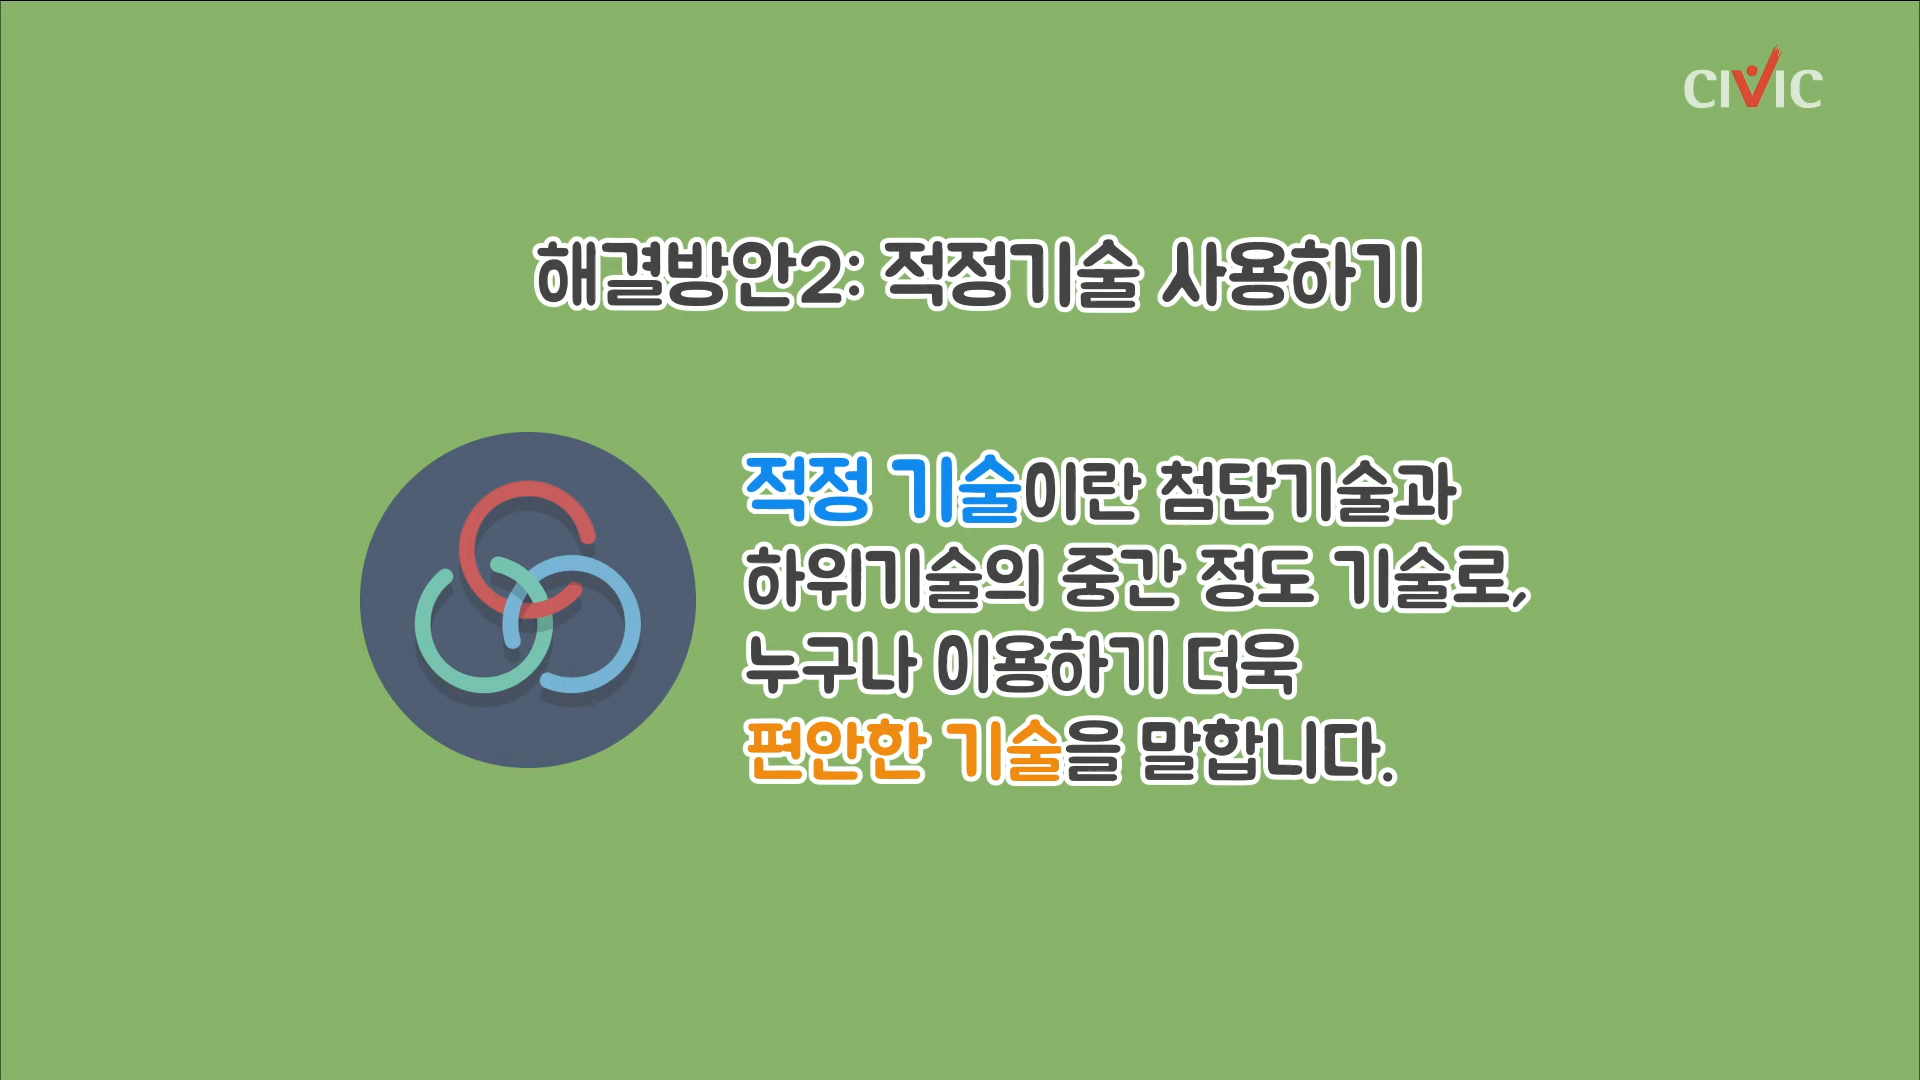 CIVIC
해결방안2: 적정기술 사용하기
적정 기술이란 첨단기술과
하위기술의 중간 정도 기술로,
누구나 이용하기 더욱
편안한 기술을 말합니다.